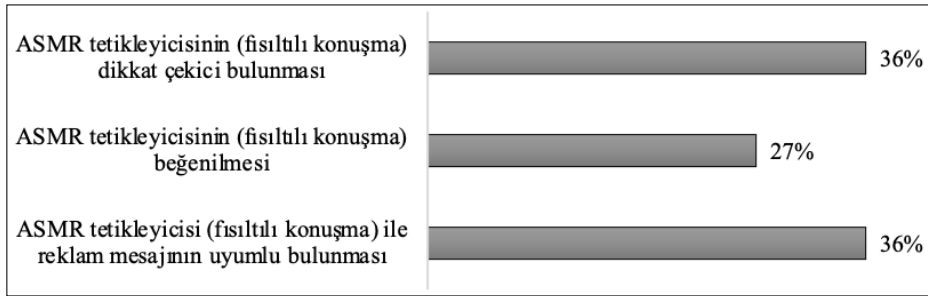 ASMR tetikleyicisinin (fısıltılı konuşma)
dikkat çekici bulunması
36%
ASMR tetikleyicisinin (fısıltılı konuşma)
beğenilmesi
27%
ASMR tetikleyicisi (fısıltılı konuşma) ile
reklam mesajının uyumlu bulunması
36%